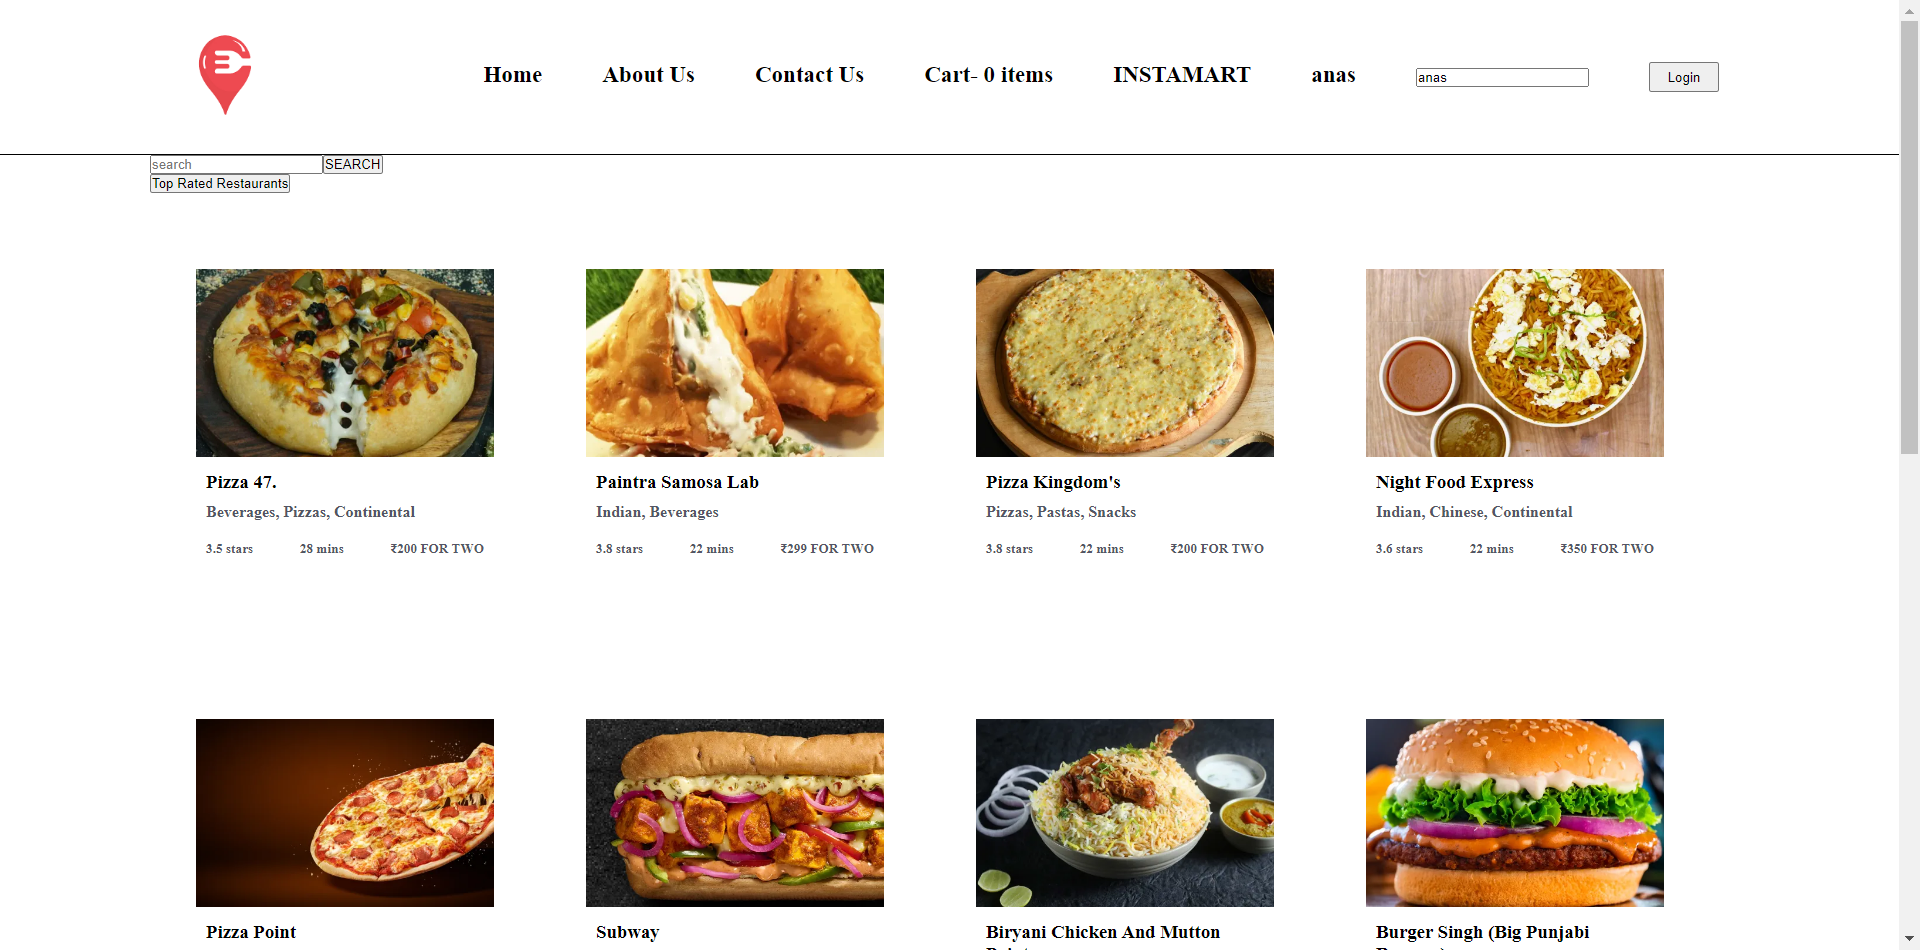 Home About Us Contact Us Cart- 0 items INSTAMART anas anas Login
search SEARCH
Top Rated Restaurants
Pizza 47.
Beverages, Pizzas, Continental
3.5 stars 28 mins ₹200 FOR TWO
Paintra Samosa Lab
Indian, Beverages
3.8 stars 22 mins ₹299 FOR TWO
Pizza Kingdom's
Pizzas, Pastas, Snacks
3.8 stars 22 mins ₹200 FOR TWO
Night Food Express
Indian, Chinese, Continental
3.6 stars 22 mins ₹350 FOR TWO
Pizza Point
Subway
Biryani Chicken And Mutton
Burger Singh (Big Punjabi